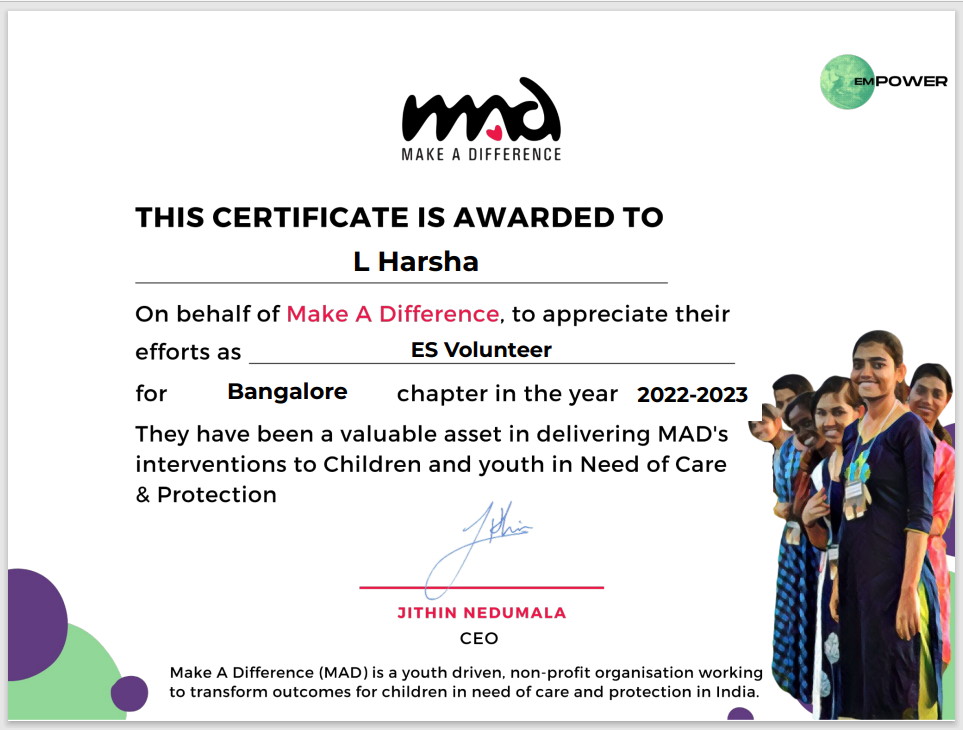 EMPOWER
mad
MAKE A DIFFERENCE
THIS CERTIFICATE IS AWARDED TO
L Harsha
On behalf of Make A Difference, to appreciate their
efforts as ES Volunteer
for Bangalore chapter in the year 2022-2023
They have been a valuable asset in delivering MAD's
interventions to Children and youth in Need of Care
& Protection
Jithin
JITHIN NEDUMALA
CEO
Make A Difference (MAD) is a youth driven, non-profit organisation working
to transform outcomes for children in need of care and protection in India.